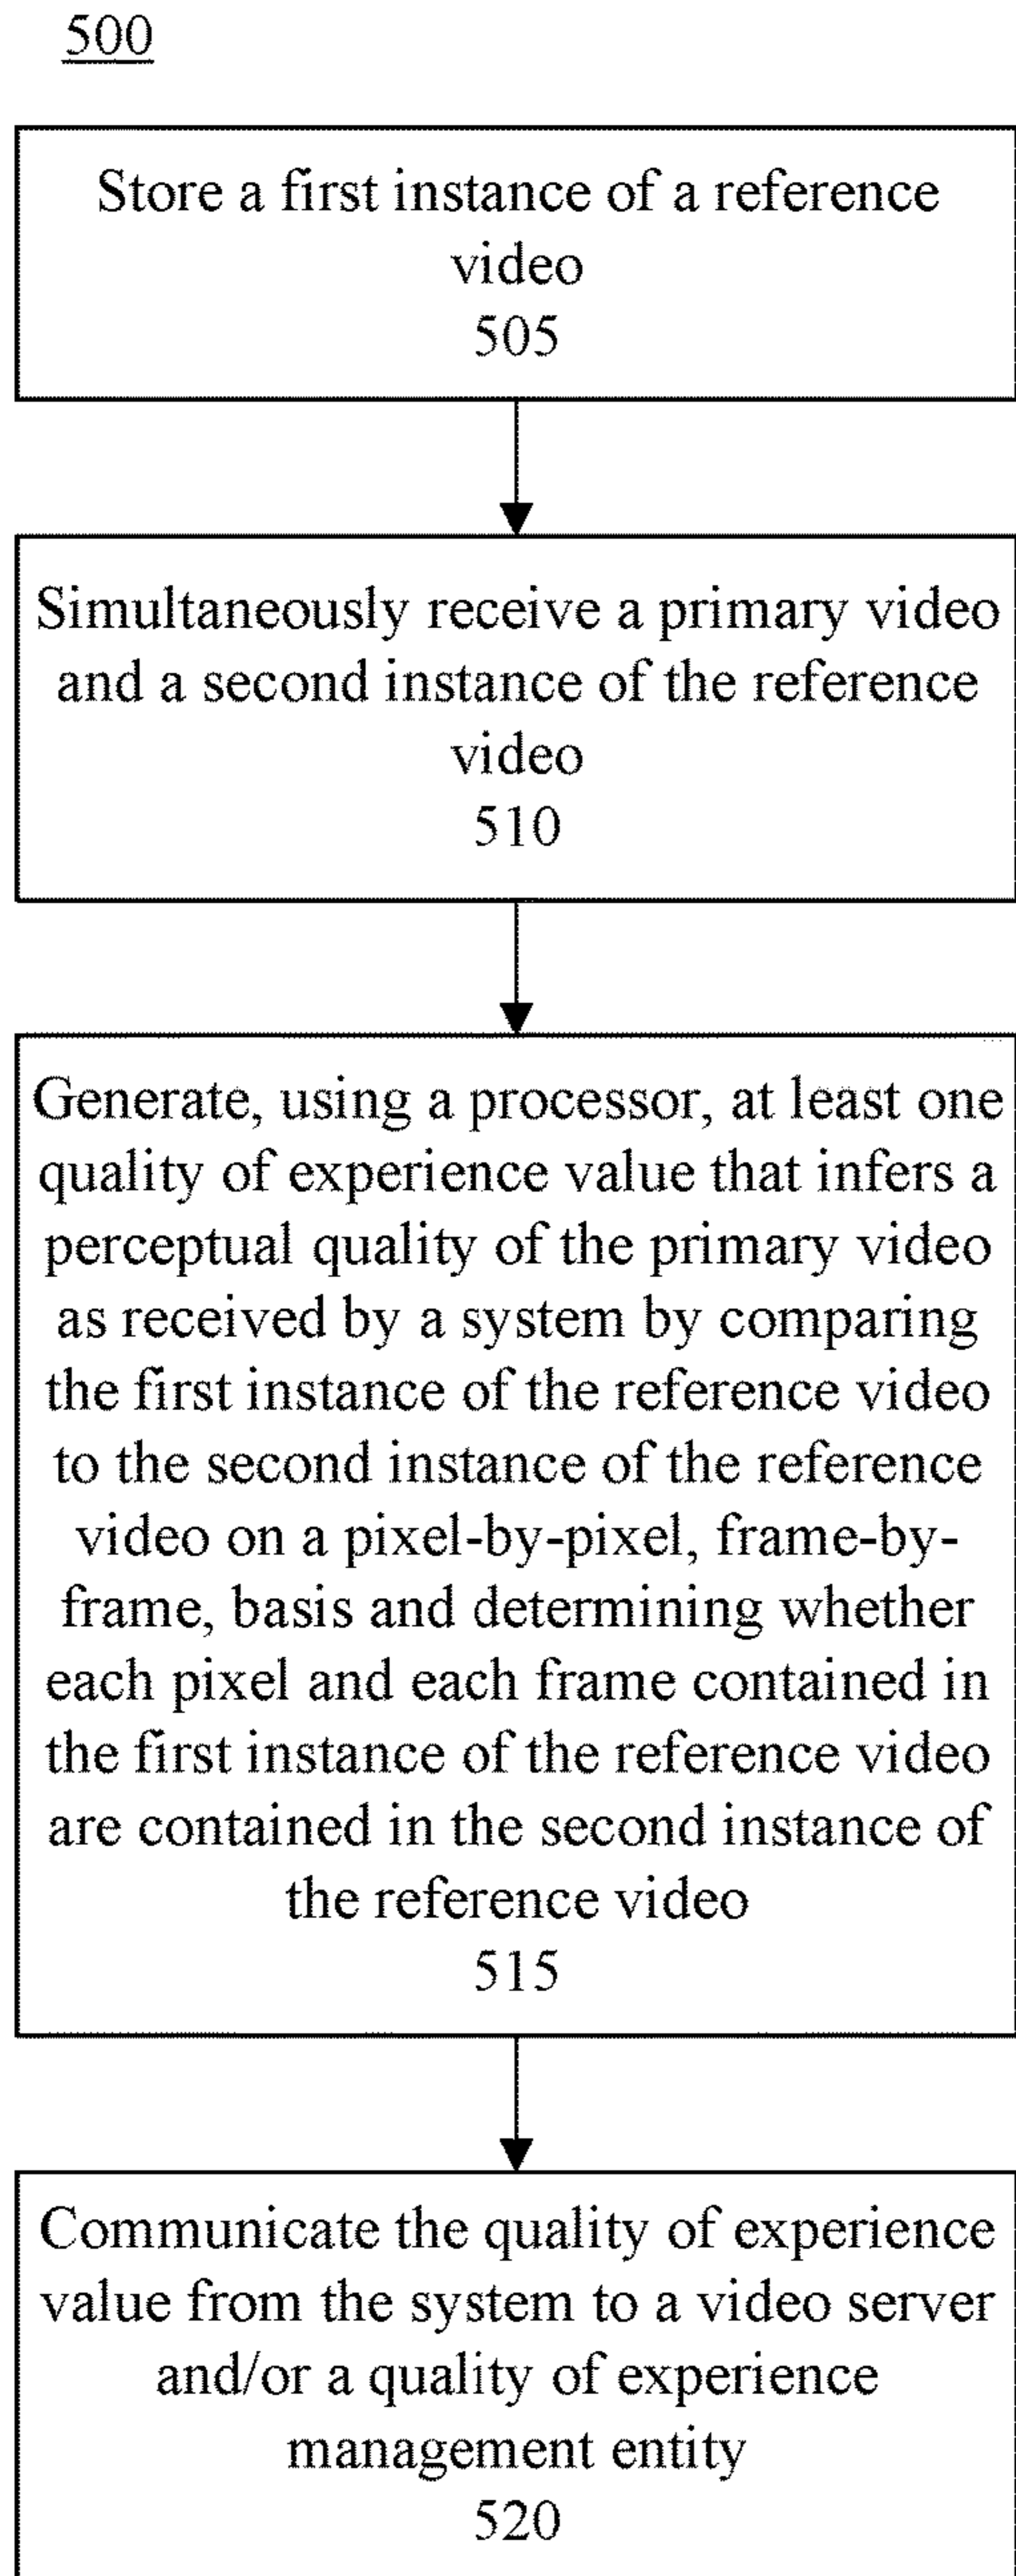 500
Store a first instance of a reference
video
505
Simultaneously receive a primary video
and a second instance of the reference
video
510
Generate, using a processor, at least one
quality of experience value that infers a
perceptual quality of the primary video
as received by a system by comparing
the first instance of the reference video
to the second instance of the reference
video on a pixel-by-pixel, frame-by-
frame, basis and determining whether
each pixel and each frame contained in
the first instance of the reference video
are contained in the second instance of
the reference video
515
Communicate the quality of experience
value from the system to a video server
and/or a quality of experience
management entity
520